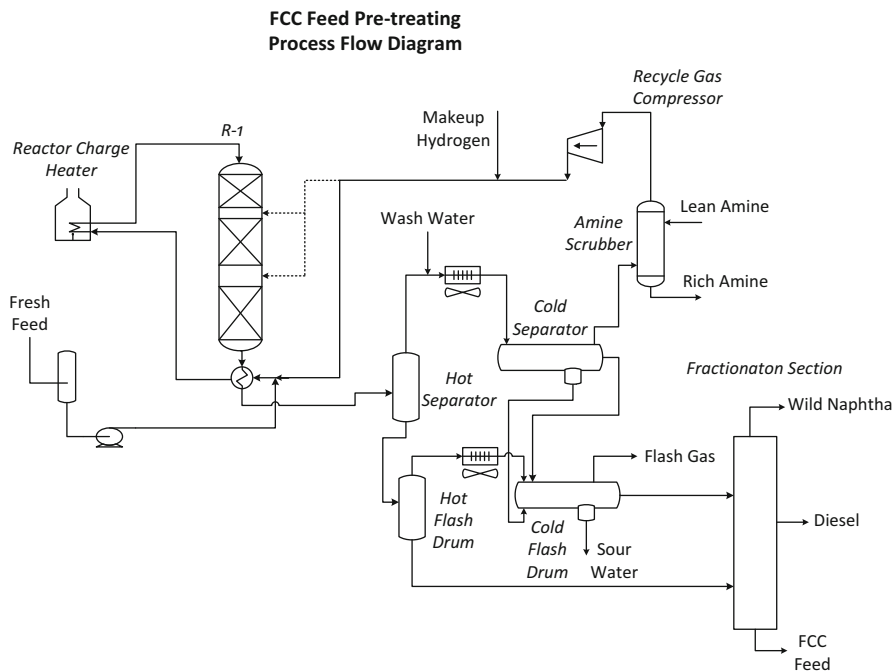 FCC Feed Pre-treating
Process Flow Diagram
Recycle Gas
Compressor
Makeup
Hydrogen
R-1
Reactor Charge
Heater
Wash Water
Lean Amine
Amine
Scrubber
Rich Amine
Fresh
Feed
Cold
Separator
Hot
Separator
Fractionaton Section
Wild Naphtha
Flash Gas
Hot
Flash
Drum
Cold
Flash
Drum
Sour
Water
Diesel
FCC
Feed